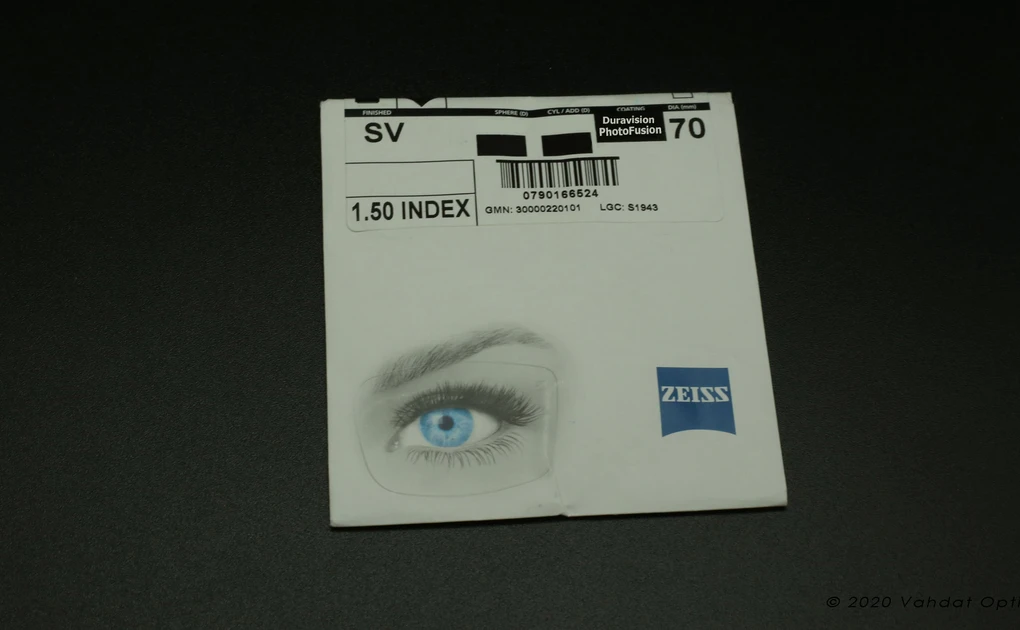 FINISHED SPHERE (D) CYL / ADD (D) COATING DIA (mm)
SV Duravision 70
PhotoFusion
0790166524
1.50 INDEX GMN: 30000220101 LGC: S1943
ZEISS
© 2020 Vahdat Opti